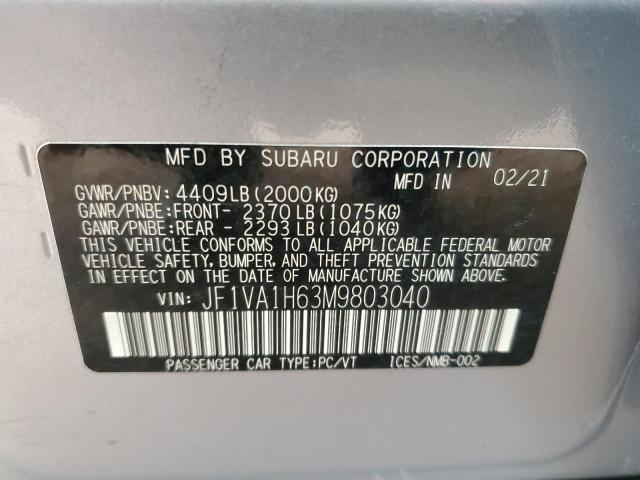 MFD BY SUBARU CORPORATION
MFD IN 02/21
GVWR/PNBV: 4409LB(2000KG)
GAWR/PNBE:FRONT- 2370LB(1075KG)
GAWR/PNBE:REAR - 2293LB(1040KG)
THIS VEHICLE CONFORMS TO ALL APPLICABLE FEDERAL MOTOR
VEHICLE SAFETY, BUMPER, AND THEFT PREVENTION STANDARDS
IN EFFECT ON THE DATE OF MANUFACTURE SHOWN ABOVE.
VIN: JF1VA1H63M9803040
PASSENGER CAR TYPE:PC/VT ICES/NMB-002